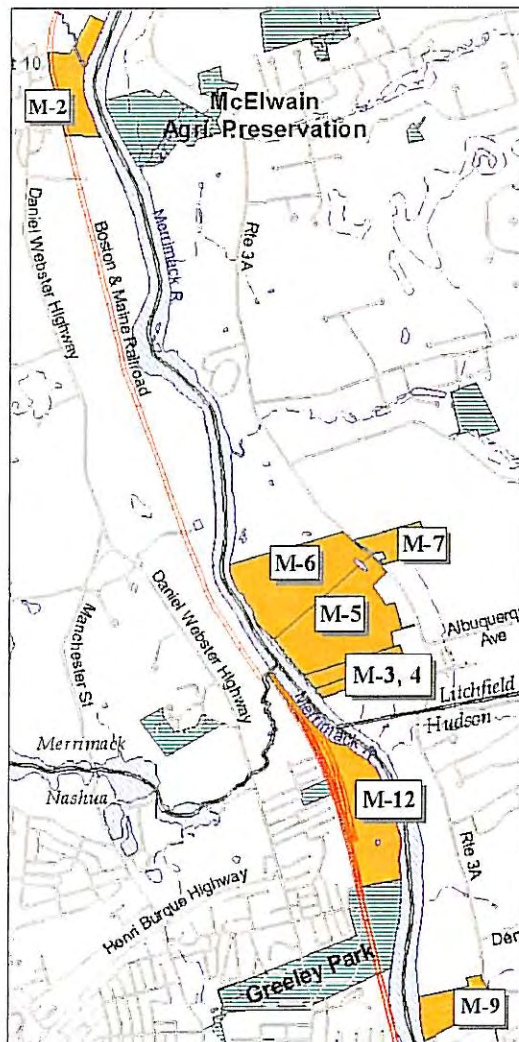 t 10
M-2
McElwain
Agri. Preservation
Daniel Webster Highway
Boston & Maine Railroad
Merrimack R
Rte 3A
M-6
M-7
M-5
Albuquerq
Ave
M-3, 4
Daniel Webster Highway
Manchester St
Litchfield
Hudson
Merrimack R
Merrimack
Nashua
M-12
Rte 3A
Henri Burque Highway
Greeley Park
Den
M-9